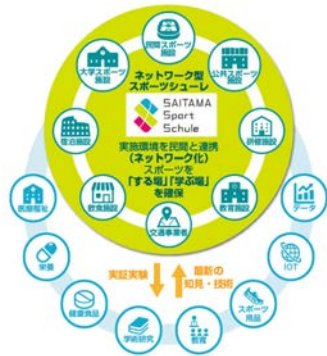 民間スポーツ
施設
大学スポーツ
施設
公共スポーツ
施設
ネットワーク型
スポーツシューレ
SAITAMA
Sport
Schule
宿泊施設
研修施設
実施環境を民間と連携
(ネットワーク化)
スポーツを
「する場」「学ぶ場」
を確保
飲食施設
教育施設
交通事業者
医療福祉
データ
栄養
IOT
実証実験
最新の
知見・技術
健康食品
スポーツ
用品
学術研究
教育